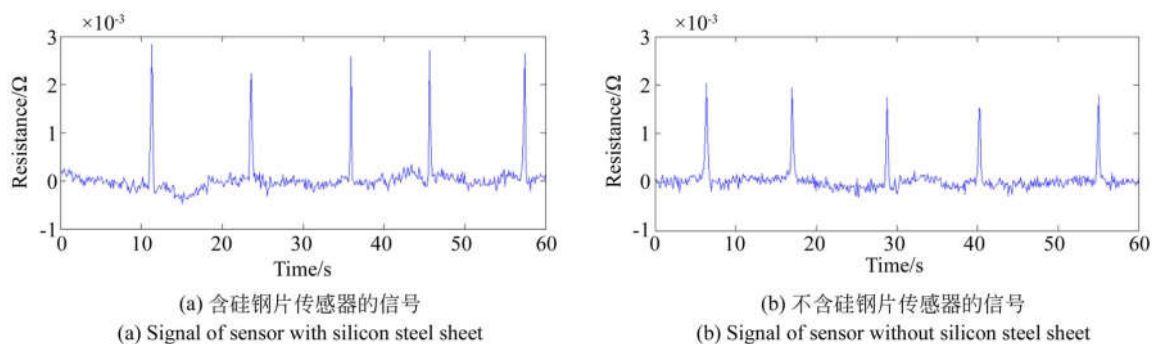 ×10-3
3
2
1
0
-1
Resistance/Ω
0 10 20 30 40 50 60
Time/s
(a) 含硅钢片传感器的信号
(a) Signal of sensor with silicon steel sheet
×10-3
3
2
1
0
-1
Resistance/Ω
0 10 20 30 40 50 60
Time/s
(b) 不含硅钢片传感器的信号
(b) Signal of sensor without silicon steel sheet